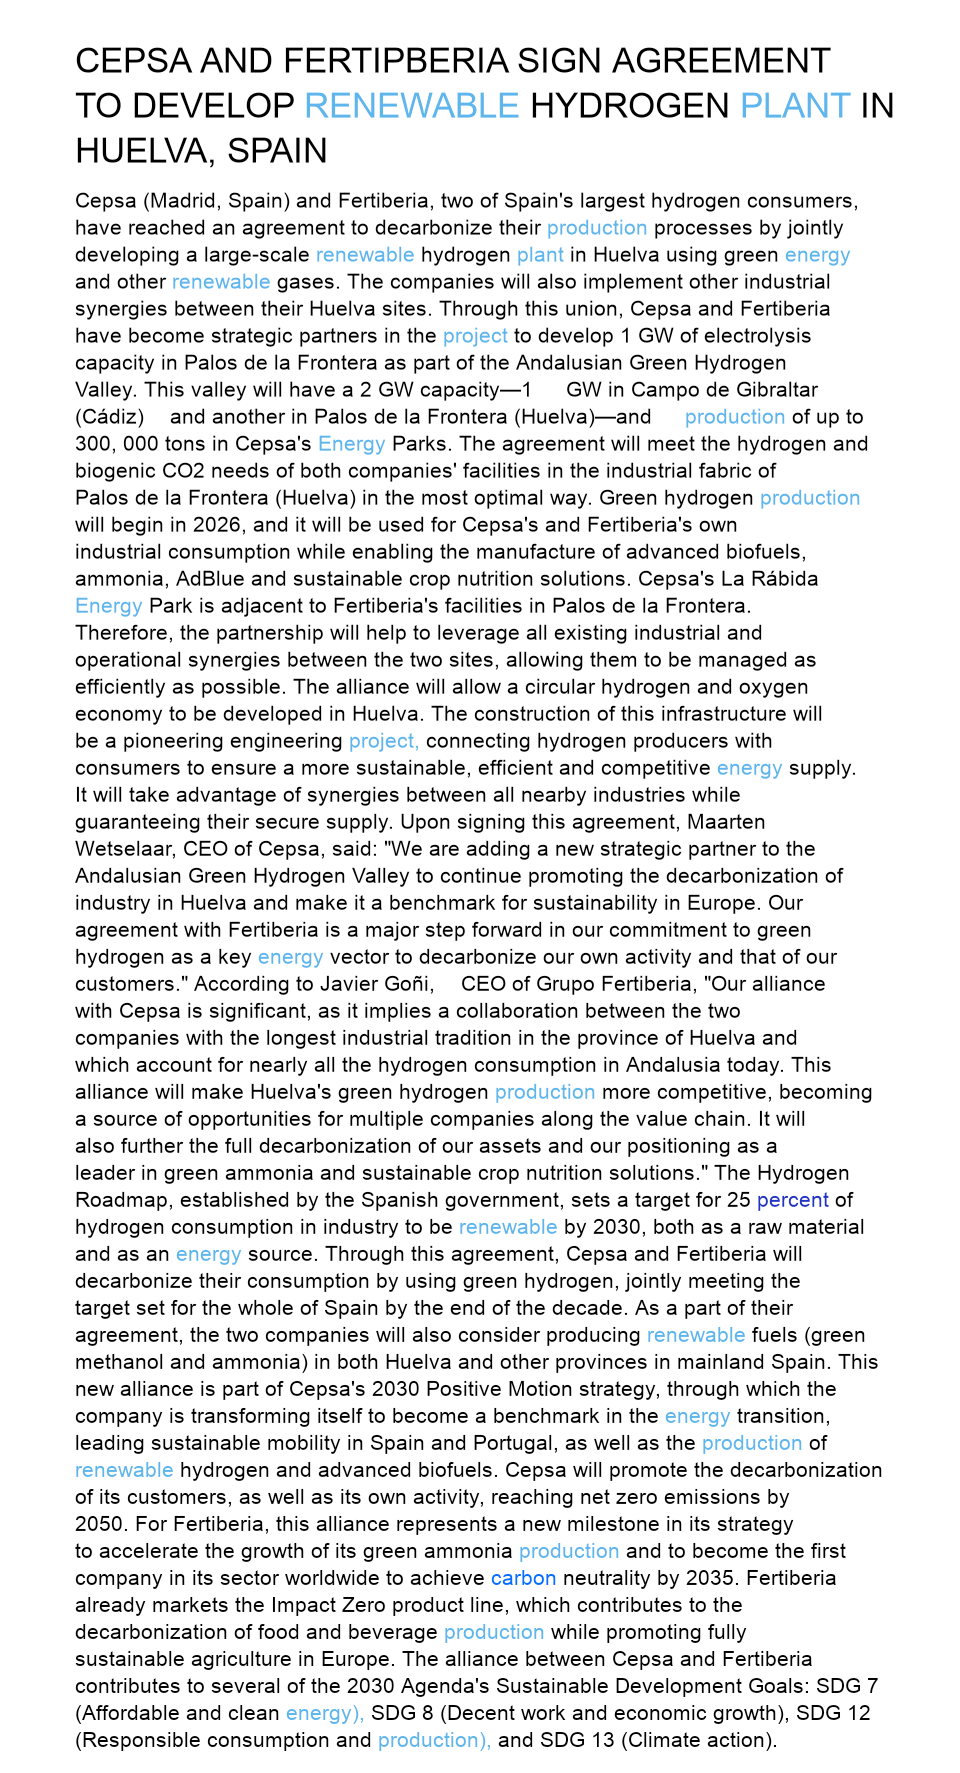 CEPSA AND FERTIPBERIA SIGN AGREEMENT
TO DEVELOP RENEWABLE HYDROGEN PLANT IN
HUELVA, SPAIN
Cepsa (Madrid, Spain) and Fertiberia, two of Spain's largest hydrogen consumers,
have reached an agreement to decarbonize their production processes by jointly
developing a large-scale renewable hydrogen plant in Huelva using green energy
and other renewable gases. The companies will also implement other industrial
synergies between their Huelva sites. Through this union, Cepsa and Fertiberia
have become strategic partners in the project to develop 1 GW of electrolysis
capacity in Palos de la Frontera as part of the Andalusian Green Hydrogen
Valley. This valley will have a 2 GW capacity—1 GW in Campo de Gibraltar
(Cádiz) and another in Palos de la Frontera (Huelva)—and production of up to
300, 000 tons in Cepsa's Energy Parks. The agreement will meet the hydrogen and
biogenic CO2 needs of both companies' facilities in the industrial fabric of
Palos de la Frontera (Huelva) in the most optimal way. Green hydrogen production
will begin in 2026, and it will be used for Cepsa's and Fertiberia's own
industrial consumption while enabling the manufacture of advanced biofuels,
ammonia, AdBlue and sustainable crop nutrition solutions. Cepsa's La Rábida
Energy Park is adjacent to Fertiberia's facilities in Palos de la Frontera.
Therefore, the partnership will help to leverage all existing industrial and
operational synergies between the two sites, allowing them to be managed as
efficiently as possible. The alliance will allow a circular hydrogen and oxygen
economy to be developed in Huelva. The construction of this infrastructure will
be a pioneering engineering project, connecting hydrogen producers with
consumers to ensure a more sustainable, efficient and competitive energy supply.
It will take advantage of synergies between all nearby industries while
guaranteeing their secure supply. Upon signing this agreement, Maarten
Wetselaar, CEO of Cepsa, said: "We are adding a new strategic partner to the
Andalusian Green Hydrogen Valley to continue promoting the decarbonization of
industry in Huelva and make it a benchmark for sustainability in Europe. Our
agreement with Fertiberia is a major step forward in our commitment to green
hydrogen as a key energy vector to decarbonize our own activity and that of our
customers." According to Javier Goñi, CEO of Grupo Fertiberia, "Our alliance
with Cepsa is significant, as it implies a collaboration between the two
companies with the longest industrial tradition in the province of Huelva and
which account for nearly all the hydrogen consumption in Andalusia today. This
alliance will make Huelva's green hydrogen production more competitive, becoming
a source of opportunities for multiple companies along the value chain. It will
also further the full decarbonization of our assets and our positioning as a
leader in green ammonia and sustainable crop nutrition solutions." The Hydrogen
Roadmap, established by the Spanish government, sets a target for 25 percent of
hydrogen consumption in industry to be renewable by 2030, both as a raw material
and as an energy source. Through this agreement, Cepsa and Fertiberia will
decarbonize their consumption by using green hydrogen, jointly meeting the
target set for the whole of Spain by the end of the decade. As a part of their
agreement, the two companies will also consider producing renewable fuels (green
methanol and ammonia) in both Huelva and other provinces in mainland Spain. This
new alliance is part of Cepsa's 2030 Positive Motion strategy, through which the
company is transforming itself to become a benchmark in the energy transition,
leading sustainable mobility in Spain and Portugal, as well as the production of
renewable hydrogen and advanced biofuels. Cepsa will promote the decarbonization
of its customers, as well as its own activity, reaching net zero emissions by
2050. For Fertiberia, this alliance represents a new milestone in its strategy
to accelerate the growth of its green ammonia production and to become the first
company in its sector worldwide to achieve carbon neutrality by 2035. Fertiberia
already markets the Impact Zero product line, which contributes to the
decarbonization of food and beverage production while promoting fully
sustainable agriculture in Europe. The alliance between Cepsa and Fertiberia
contributes to several of the 2030 Agenda's Sustainable Development Goals: SDG 7
(Affordable and clean energy), SDG 8 (Decent work and economic growth), SDG 12
(Responsible consumption and production), and SDG 13 (Climate action).